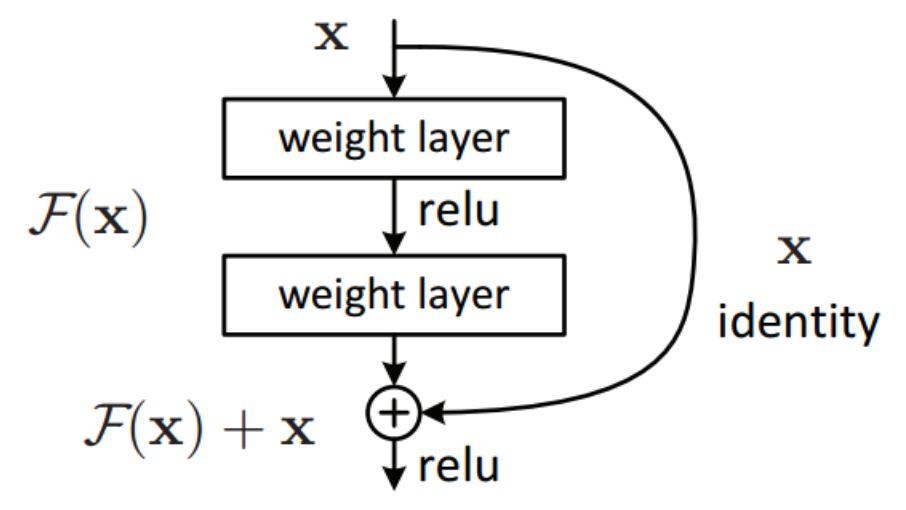 x
weight layer
relu
F(x)
weight layer
x
identity
F(x) + x
relu